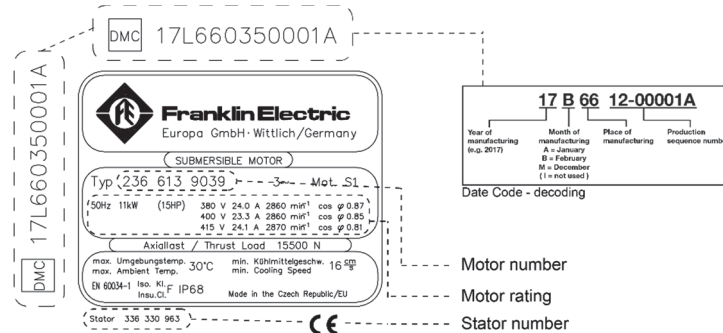 DMC 17L660350001A
DMC 17L660350001A
FE
Franklin Electric
Europa GmbH·Wittlich/Germany
SUBMERSIBLE MOTOR
Typ 236 613 9039 3~ Mot. S1
50Hz 11kW (15HP) 380 V 24.0 A 2860 min⁻¹ cos φ 0.87
400 V 23.3 A 2860 min⁻¹ cos φ 0.85
415 V 24.1 A 2870 min⁻¹ cos φ 0.81
Axiallast / Thrust Load 15500 N
max. Umgebungstemp. 30°C min. Kühlmittelgeschw. 16 cm/s
max. Ambient Temp. min. Cooling Speed
EN 60034-1 Iso. Kl. F IP68 Made in the Czech Republic/EU
Insu.Cl.
Stator 336 330 963
CE
17 B 66 12-00001A
Year of manufacturing (e.g. 2017)
Month of manufacturing
A = January
B = February
M = December
( I = not used )
Place of manufacturing
Production sequence numbe
Date Code - decoding
Motor number
Motor rating
Stator number